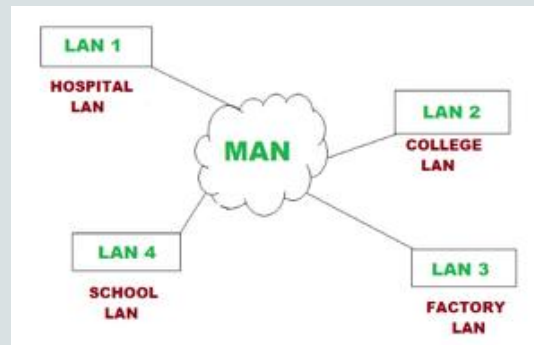 LAN 1
HOSPITAL
LAN
MAN
LAN 2
COLLEGE
LAN
LAN 4
SCHOOL
LAN
LAN 3
FACTORY
LAN